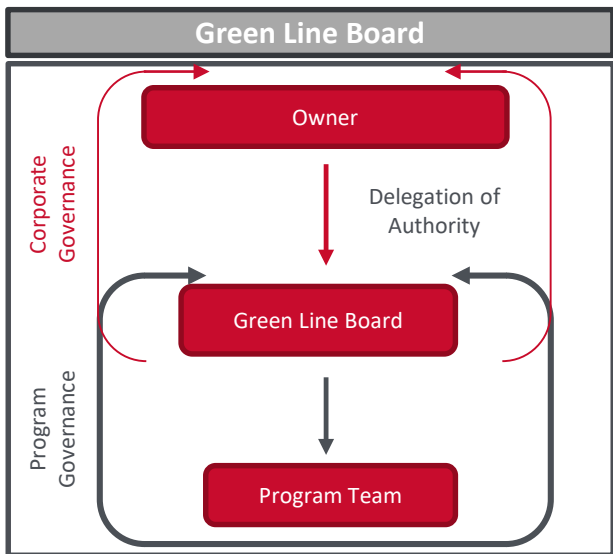 Green Line Board
Owner
Corporate
Governance
Delegation of
Authority
Green Line Board
Program
Governance
Program Team